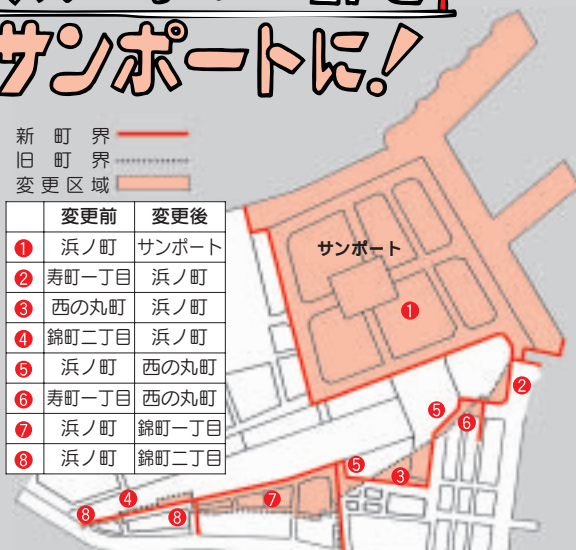 サンポートに!
新町界
旧町界
変更区域
変更前 変更後
❶ 浜ノ町 サンポート
❷ 寿町一丁目 浜ノ町
❸ 西の丸町 浜ノ町
❹ 錦町二丁目 浜ノ町
❺ 浜ノ町 西の丸町
❻ 寿町一丁目 西の丸町
❼ 浜ノ町 錦町一丁目
❽ 浜ノ町 錦町二丁目
サンポート
❶
❷
❺
❻
❺
❸
❼
❹
❽
❽